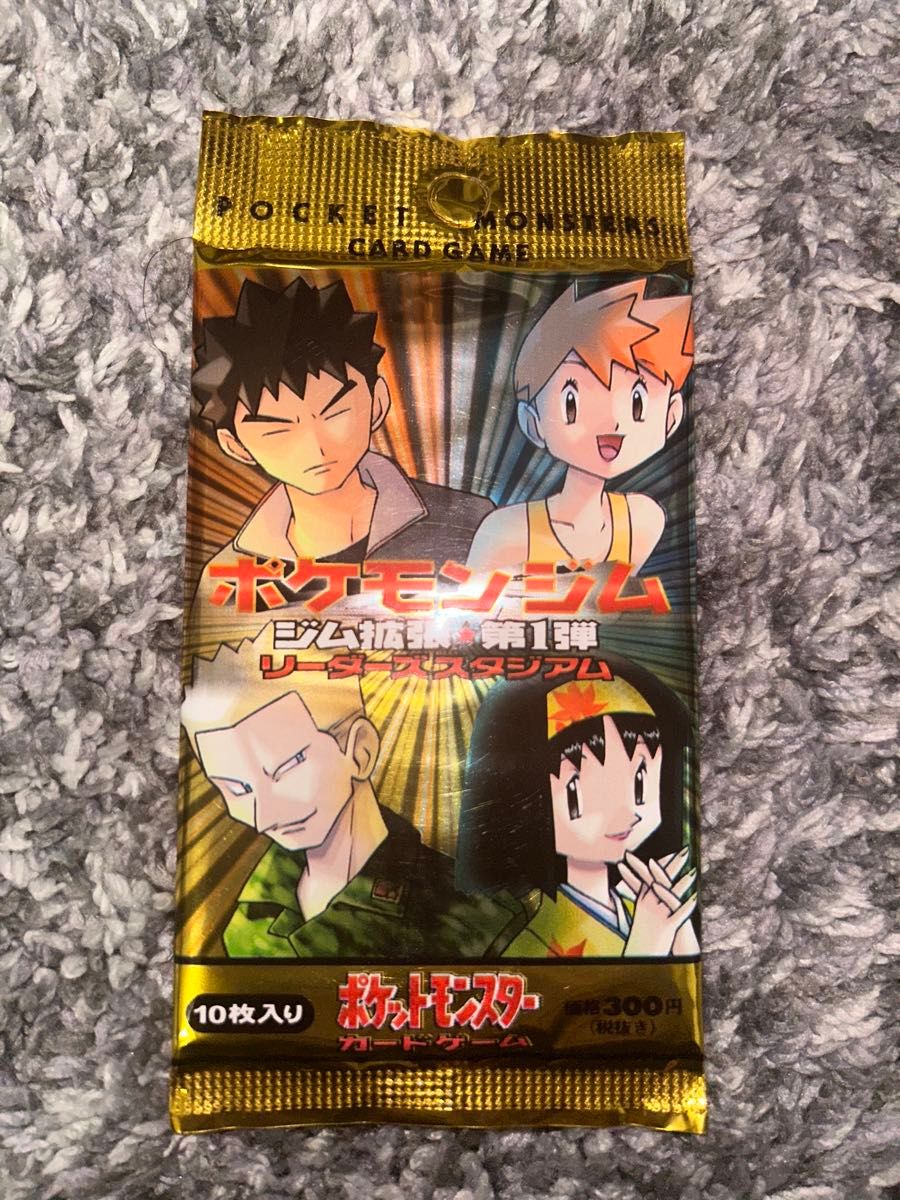 POCKET MONSTERS
CARD GAME
ポケモンジム
ジム拡張★第1弾
リーダーズスタジアム
10枚入り
ポケットモンスター
カードゲーム
価格300円
(税抜き)